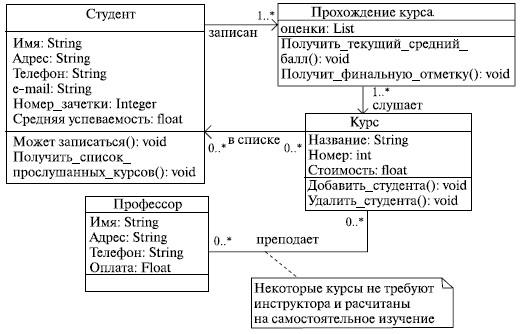 Студент
Имя: String
Адрес: String
Телефон: String
e-mail: String
Номер_зачетки: Integer
Средняя успеваемость: float
Может записаться(): void
Получить_список_
прослушанных_курсов(): void
1..*
записан
Прохождение курса
оценки: List
Получить_текущий_средний_
балл(): void
Получит_финальную_отметку(): void
1..*
слушает
Курс
Название: String
Номер: int
Стоимость: float
Добавить_студента(): void
Удалить_студента(): void
0..*
в списке
0..*
Профессор
Имя: String
Адрес: String
Телефон: String
Оплата: Float
0..*
преподает
0..*
Некоторые курсы не требуют
инструктора и расчитаны
на самостоятельное изучение